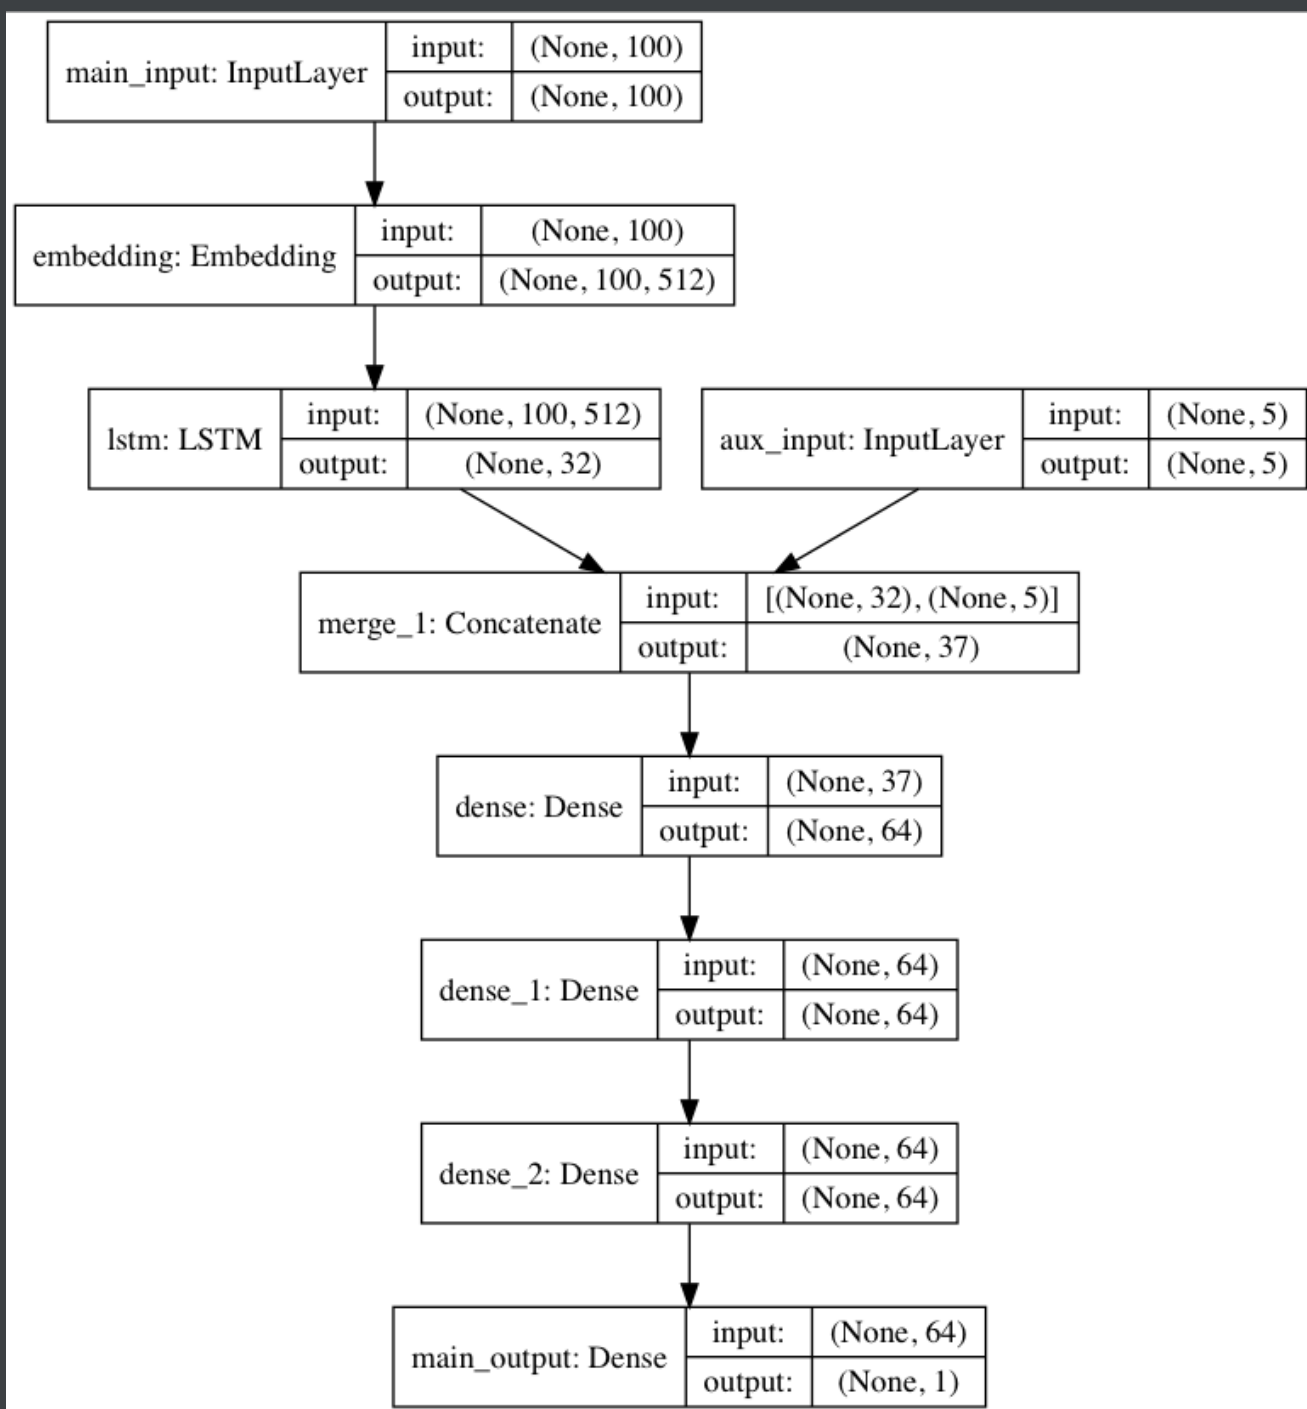 main_input: InputLayer
input: (None, 100)
output: (None, 100)
embedding: Embedding
input: (None, 100)
output: (None, 100, 512)
lstm: LSTM
input: (None, 100, 512)
output: (None, 32)
aux_input: InputLayer
input: (None, 5)
output: (None, 5)
merge_1: Concatenate
input: [(None, 32), (None, 5)]
output: (None, 37)
dense: Dense
input: (None, 37)
output: (None, 64)
dense_1: Dense
input: (None, 64)
output: (None, 64)
dense_2: Dense
input: (None, 64)
output: (None, 64)
main_output: Dense
input: (None, 64)
output: (None, 1)